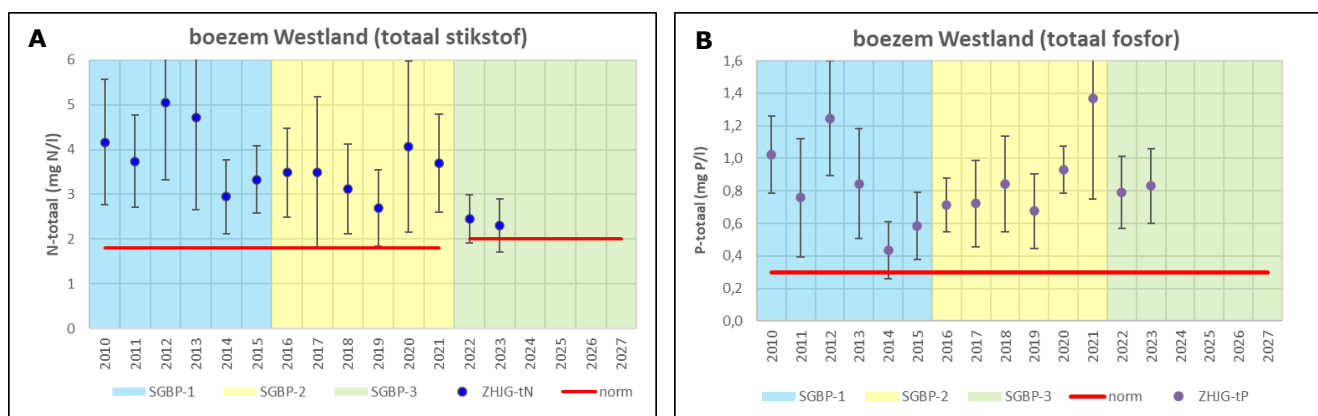 A
boezem Westland (totaal stikstof)
N-totaal (mg N/l)
6
5
4
3
2
1
0
2010 2011 2012 2013 2014 2015 2016 2017 2018 2019 2020 2021 2022 2023 2024 2025 2026 2027
SGBP-1 SGBP-2 SGBP-3 ZHJG-tN norm
B
boezem Westland (totaal fosfor)
P-totaal (mg P/l)
1,6
1,4
1,2
1,0
0,8
0,6
0,4
0,2
0,0
2010 2011 2012 2013 2014 2015 2016 2017 2018 2019 2020 2021 2022 2023 2024 2025 2026 2027
SGBP-1 SGBP-2 SGBP-3 norm ZHJG-tP